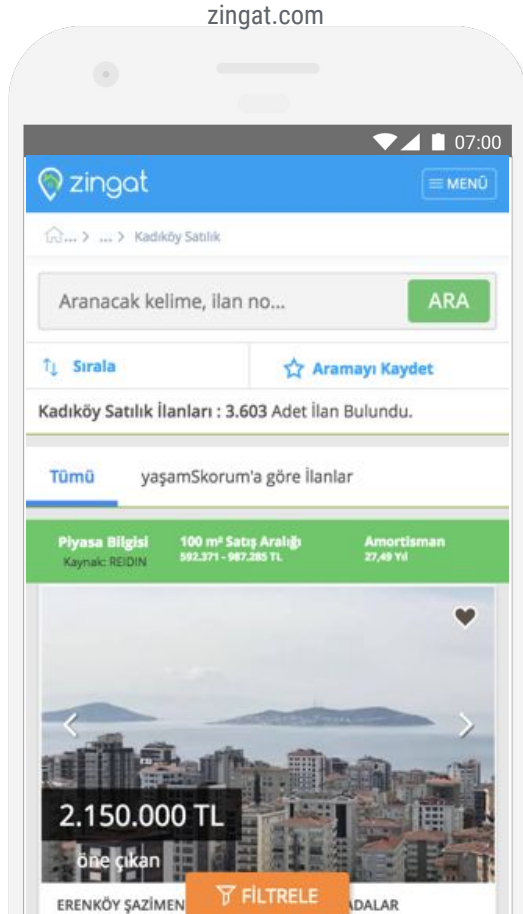 zingat.com
07:00
zingat
MENÜ
... > ... > Kadıköy Satılık
Aranacak kelime, ilan no...
ARA
Sırala
Aramayı Kaydet
Kadıköy Satılık İlanları : 3.603 Adet İlan Bulundu.
Tümü yaşamSkorum'a göre İlanlar
Piyasa Bilgisi 100 m² Satış Aralığı Amortisman
Kaynak: REIDIN 592.371 - 987.285 TL 27,49 Yıl
2.150.000 TL
öne çıkan
FİLTRELE
ERENKÖY ŞAZİMEN ADALAR